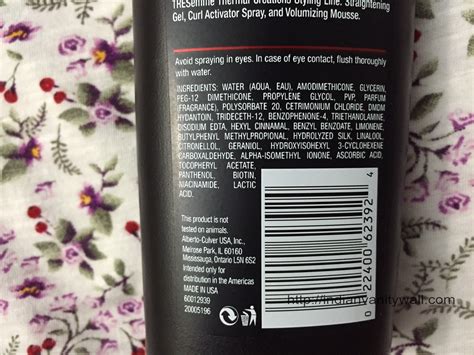 TRESemmé Thermal Creations Styling Line: Straightening
Gel, Curl Activator Spray, and Volumizing Mousse.
Avoid spraying in eyes. In case of eye contact, flush thoroughly
with water.
INGREDIENTS: WATER (AQUA, EAU), AMODIMETHICONE, GLYCERIN,
PEG-12 DIMETHICONE, PROPYLENE GLYCOL, PVP, PARFUM
(FRAGRANCE), POLYSORBATE 20, CETRIMONIUM CHLORIDE, DMDM
HYDANTOIN, TRIDECETH-12, BENZOPHENONE-4, TRIETHANOLAMINE,
DISODIUM EDTA, HEXYL CINNAMAL, BENZYL BENZOATE, LIMONENE,
BUTYLPHENYL METHYLPROPIONAL, HYDROLYZED SILK, LINALOOL,
CITRONELLOL, GERANIOL, HYDROXYISOHEXYL 3-CYCLOHEXENE
CARBOXALDEHYDE, ALPHA-ISOMETHYL IONONE, ASCORBIC ACID,
TOCOPHERYL ACETATE,
PANTHENOL, BIOTIN,
NIACINAMIDE, LACTIC
ACID.
This product is not
tested on animals.
Alberto-Culver USA, Inc.,
Melrose Park, IL 60160
Mississauga, Ontario L5N 6S2
Intended only for
distribution in the Americas
MADE IN USA
60012939
20005196
0 22400 62392 4
http://indianvanitywall.com